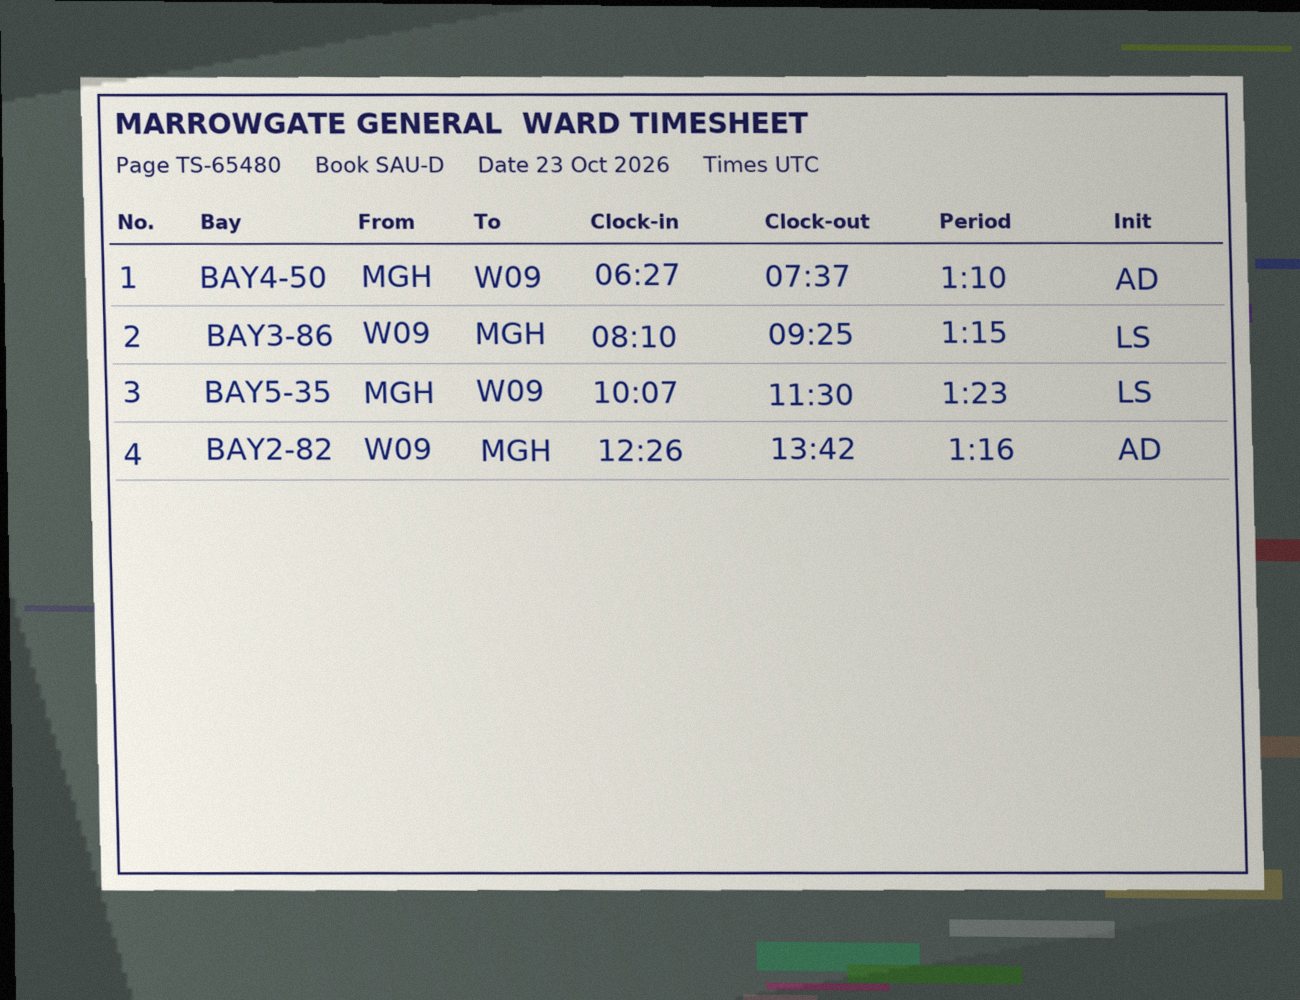 MARROWGATE GENERAL WARD TIMESHEET
Page TS-65480 Book SAU-D Date 23 Oct 2026 Times UTC
No. Bay From To Clock-in Clock-out Period Init
1 BAY4-50 MGH W09 06:27 07:37 1:10 AD
2 BAY3-86 W09 MGH 08:10 09:25 1:15 LS
3 BAY5-35 MGH W09 10:07 11:30 1:23 LS
4 BAY2-82 W09 MGH 12:26 13:42 1:16 AD